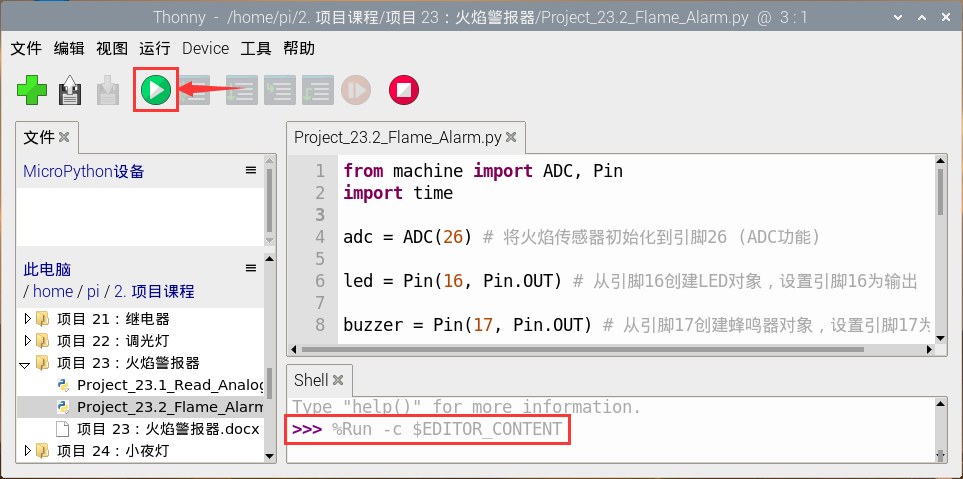 Thonny - /home/pi/2. 项目课程/项目 23：火焰警报器/Project_23.2_Flame_Alarm.py @ 3 : 1
文件 编辑 视图 运行 Device 工具 帮助
文件
MicroPython设备
此电脑
/ home / pi / 2. 项目课程
项目 21：继电器
项目 22：调光灯
项目 23：火焰警报器
Project_23.1_Read_Analog
Project_23.2_Flame_Alarm
项目 23：火焰警报器.docx
项目 24：小夜灯
Project_23.2_Flame_Alarm.py
1 from machine import ADC, Pin
2 import time
3
4 adc = ADC(26) # 将火焰传感器初始化到引脚26 (ADC功能)
5
6 led = Pin(16, Pin.OUT) # 从引脚16创建LED对象，设置引脚16为输出
7
8 buzzer = Pin(17, Pin.OUT) # 从引脚17创建蜂鸣器对象，设置引脚17为
Shell
Type "help()" for more information.
>>> %Run -c $EDITOR_CONTENT